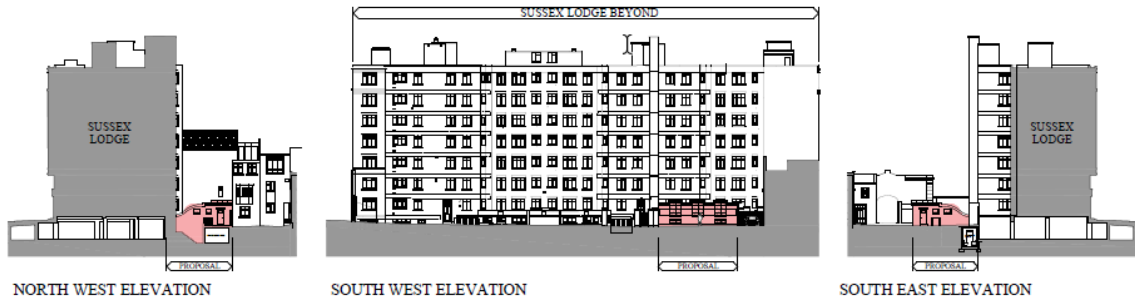 SUSSEX LODGE BEYOND
SUSSEX
LODGE
SUSSEX
LODGE
PROPOSAL
PROPOSAL
PROPOSAL
NORTH WEST ELEVATION
SOUTH WEST ELEVATION
SOUTH EAST ELEVATION